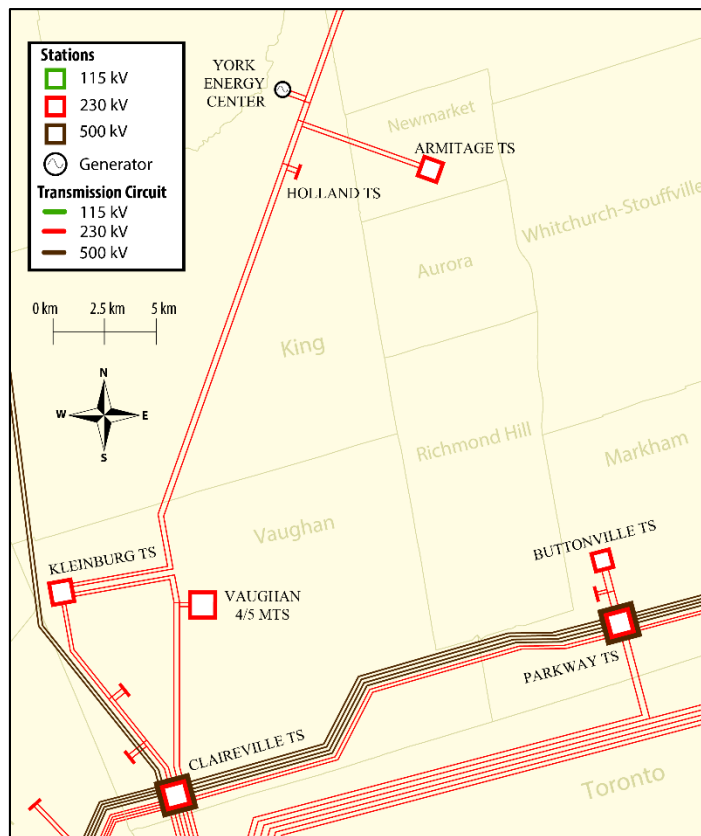 Stations
115 kV
230 kV
500 kV
Generator
Transmission Circuit
115 kV
230 kV
500 kV
0 km
2.5 km
5 km
N
W
E
S
YORK
ENERGY
CENTER
Newmarket
ARMITAGE TS
HOLLAND TS
Whitchurch-Stouffville
Aurora
King
Richmond Hill
Markham
Vaughan
KLEINBURG TS
BUTTONVILLE TS
VAUGHAN
4/5 MTS
PARKWAY TS
CLAIREVILLE TS
Toronto